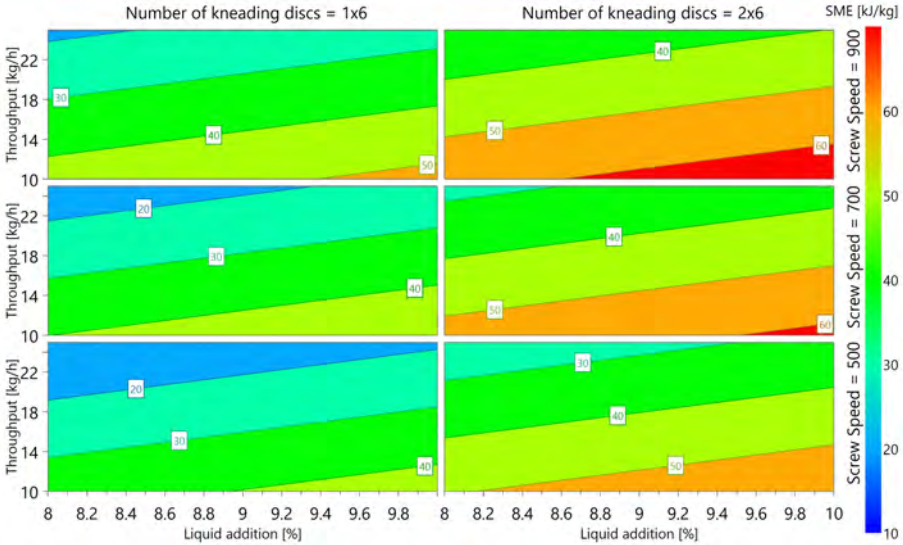 Number of kneading discs = 1x6
Number of kneading discs = 2x6
SME [kJ/kg]
Throughput [kg/h]
22
18
14
10
30
40
50
40
50
60
Screw Speed = 900
60
Throughput [kg/h]
22
18
14
10
20
30
40
40
50
60
Screw Speed = 700
50
40
Throughput [kg/h]
22
18
14
10
20
30
40
30
40
50
Screw Speed = 500
30
20
10
8 8.2 8.4 8.6 8.8 9 9.2 9.4 9.6 9.8
8 8.2 8.4 8.6 8.8 9 9.2 9.4 9.6 9.8 10
Liquid addition [%]
Liquid addition [%]